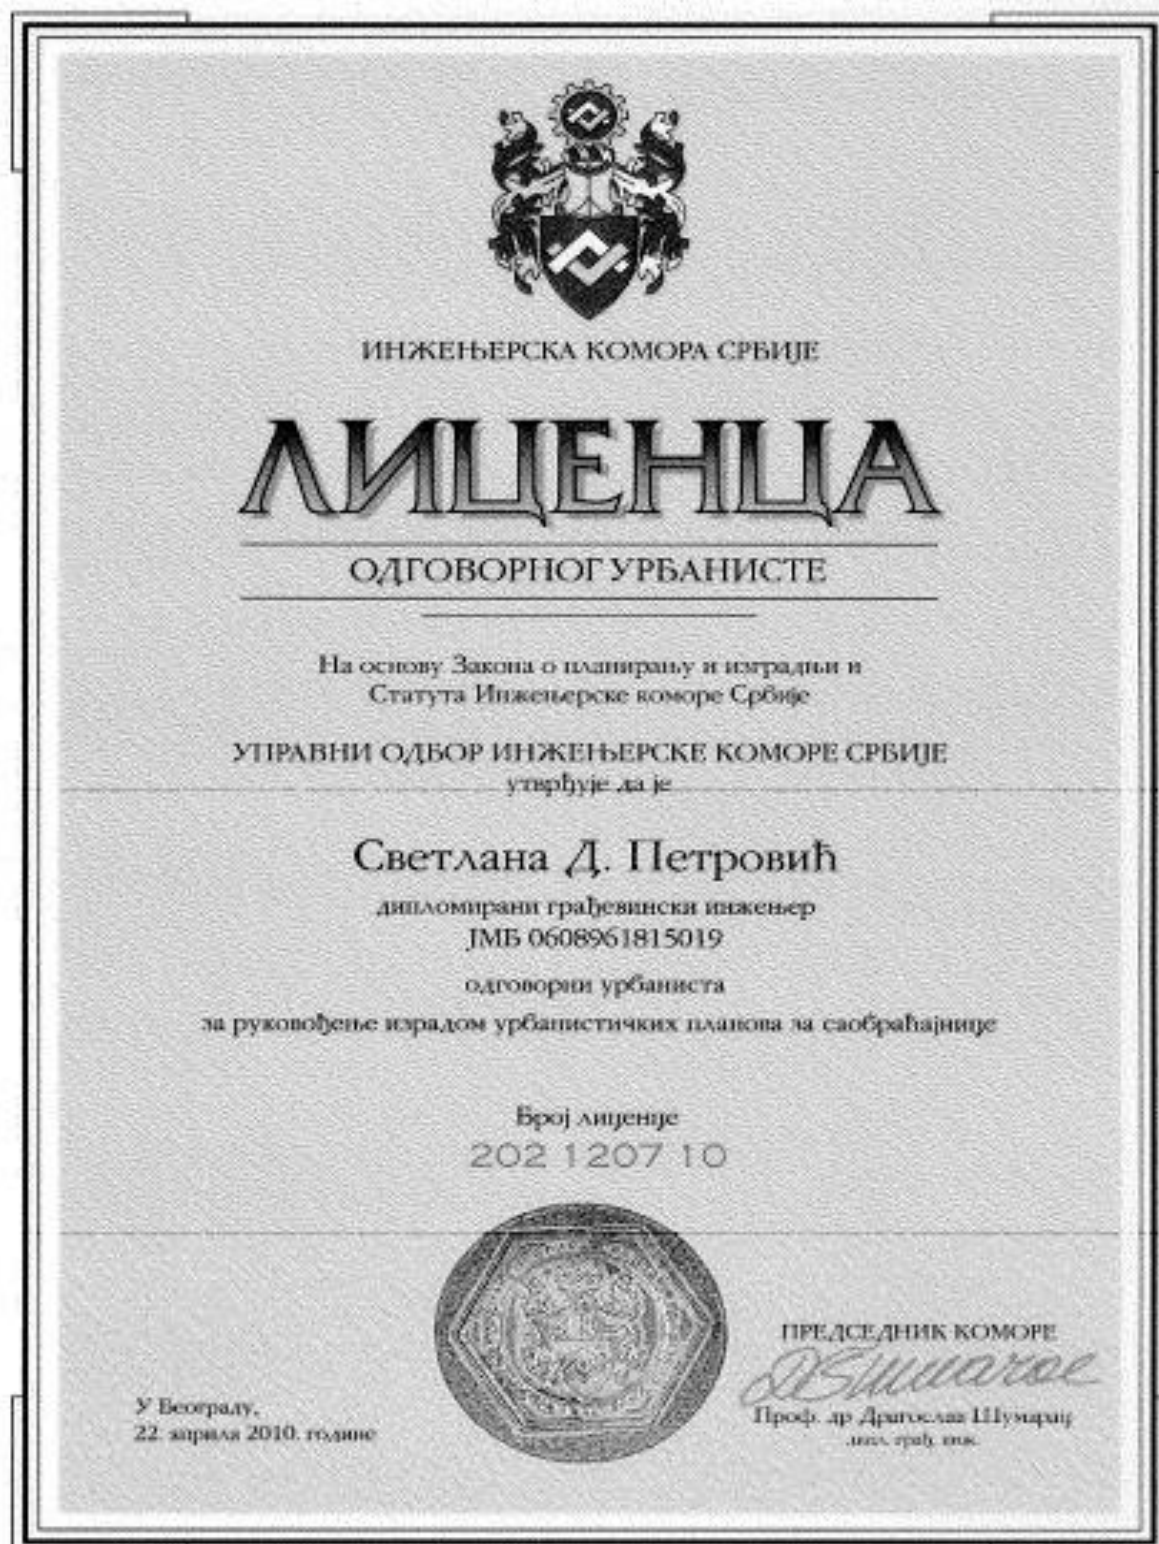 ИНЖЕЊЕРСКА КОМОРА СРБИЈЕ
ЛИЦЕНЦА
ОДГОВОРНОГ УРБАНИСТЕ
На основу Закона о планирању и изградњи и
Статута Инжењерске коморе Србије
УПРАВНИ ОДБОР ИНЖЕЊЕРСКЕ КОМОРЕ СРБИЈЕ
утврђује да је
Светлана Д. Петровић
дипломирани грађевински инжењер
ЈМБ 0608961815019
одговорни урбаниста
за руковођење израдом урбанистичких планова за саобраћајнице
Број лиценце
202 1207 10
ПРЕДСЕДНИК КОМОРЕ
У Београду,
22. априла 2010. године
Проф. др Драгослав Шумарац
дипл. грађ. инж.